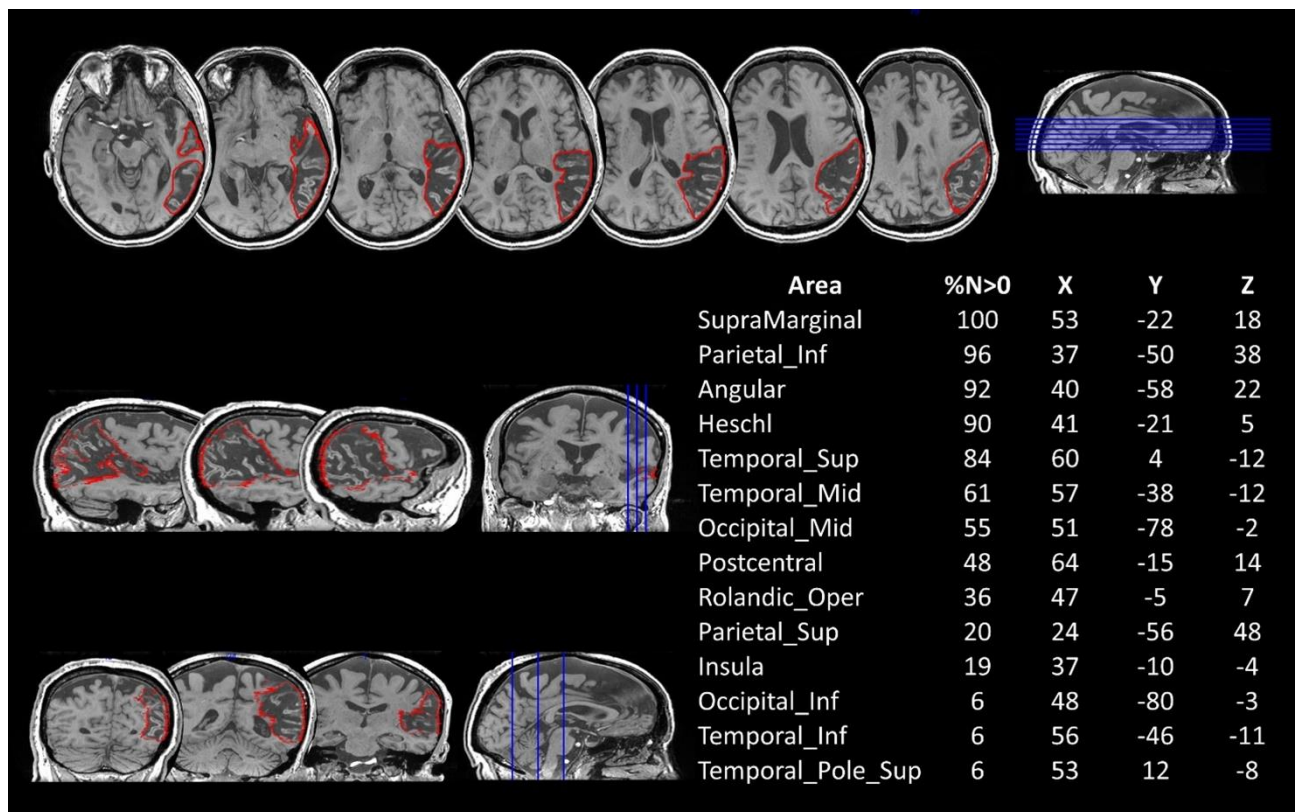 Area %N>0 X Y Z
SupraMarginal 100 53 -22 18
Parietal_Inf 96 37 -50 38
Angular 92 40 -58 22
Heschl 90 41 -21 5
Temporal_Sup 84 60 4 -12
Temporal_Mid 61 57 -38 -12
Occipital_Mid 55 51 -78 -2
Postcentral 48 64 -15 14
Rolandic_Oper 36 47 -5 7
Parietal_Sup 20 24 -56 48
Insula 19 37 -10 -4
Occipital_Inf 6 48 -80 -3
Temporal_Inf 6 56 -46 -11
Temporal_Pole_Sup 6 53 12 -8